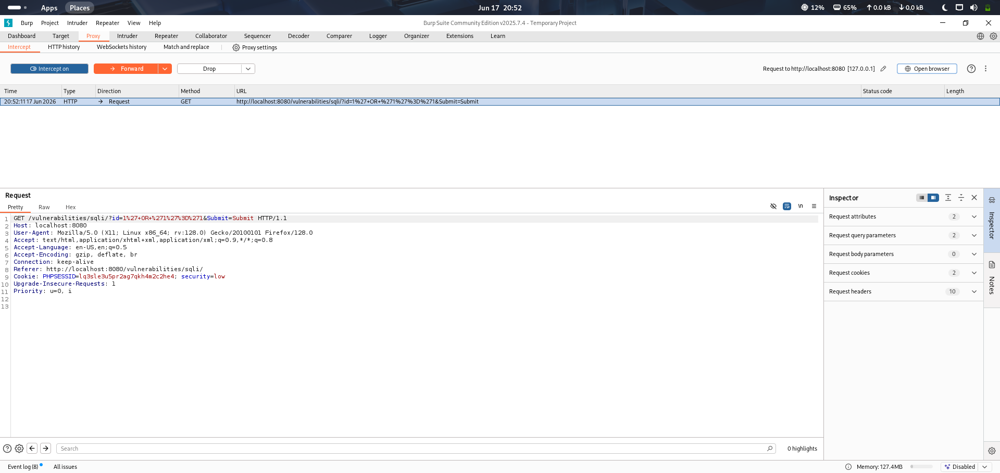 Apps Places Jun 17 20:52 12% 65% 0.0 kB 0.0 kB
Burp Project Intruder Repeater View Help Burp Suite Community Edition v2025.7.4 - Temporary Project
Dashboard Target Proxy Intruder Repeater Collaborator Sequencer Decoder Comparer Logger Organizer Extensions Learn
Intercept HTTP history WebSockets history Match and replace Proxy settings
Intercept on Forward Drop Request to http://localhost:8080 [127.0.0.1] Open browser
Time Type Direction Method URL Status code Length
20:52:11 17 Jun 2026 HTTP → Request GET http://localhost:8080/vulnerabilities/sqli/?id=1%27+OR+%271%27%3D%271&Submit=Submit
Request
Inspector
Pretty Raw Hex \n
1 GET /vulnerabilities/sqli/?id=1%27+OR+%271%27%3D%271&Submit=Submit HTTP/1.1
2 Host: localhost:8080
3 User-Agent: Mozilla/5.0 (X11; Linux x86_64; rv:128.0) Gecko/20100101 Firefox/128.0
4 Accept: text/html,application/xhtml+xml,application/xml;q=0.9,*/*;q=0.8
5 Accept-Language: en-US,en;q=0.5
6 Accept-Encoding: gzip, deflate, br
7 Connection: keep-alive
8 Referer: http://localhost:8080/vulnerabilities/sqli/
9 Cookie: PHPSESSID=lq3sle3u5pr2ag7qkh4m2c2he4; security=low
10 Upgrade-Insecure-Requests: 1
11 Priority: u=0, i
12
13
Request attributes 2
Request query parameters 2
Request body parameters 0
Request cookies 2
Request headers 10
Inspector
Notes
Search 0 highlights
Event log (8) All issues Memory: 127.4MB Disabled